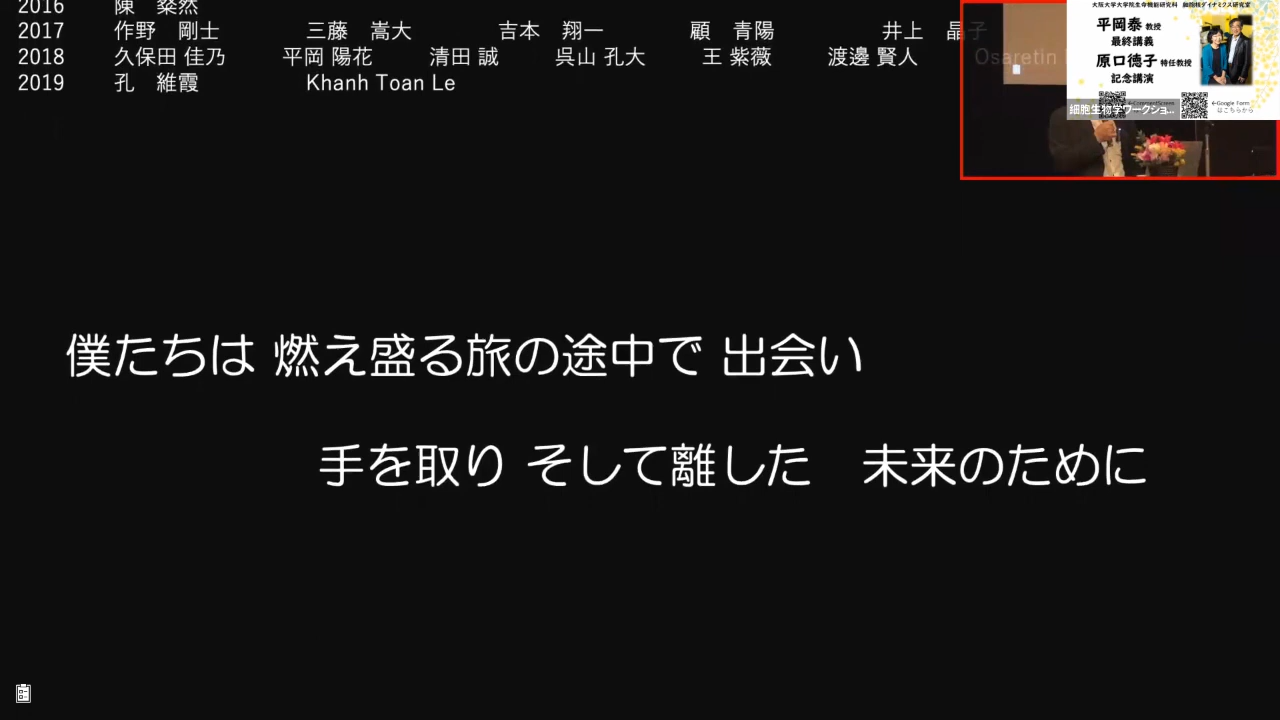 2016 陳 燊然
2017 作野 剛士 三藤 嵩大 吉本 翔一 顧 青陽 井上 晶子
2018 久保田 佳乃 平岡 陽花 淸田 誠 呉山 孔大 王 紫薇 渡邊 賢人 Osaretin
2019 孔 維霞 Khanh Toan Le
大阪大学大学院生命機能研究科 細胞核ダイナミクス研究室
平岡泰 教授
最終講義
原口徳子 特任教授
記念講演
細胞生物学ワークショ...
←Google Form
はこちらから
僕たちは 燃え盛る旅の途中で 出会い
手を取り そして離した 未来のために